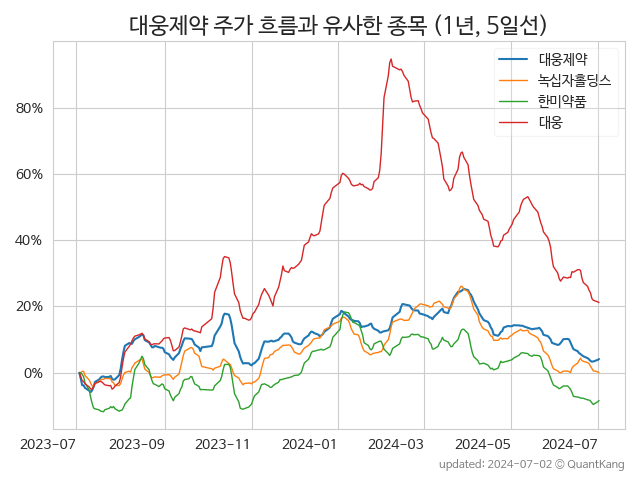 대웅제약 주가 흐름과 유사한 종목 (1년, 5일선)
대웅제약
녹십자홀딩스
한미약품
대웅
80%
60%
40%
20%
0%
2023-07 2023-09 2023-11 2024-01 2024-03 2024-05 2024-07
updated: 2024-07-02 © QuantKang